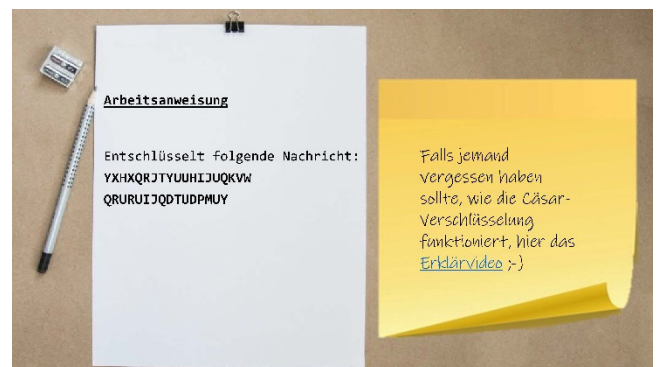 Arbeitsanweisung
Entschlüsselt folgende Nachricht:
YXHXQRJTYUUHIJUQKVW
QRURUIJQDTUDPMUY
Falls jemand
vergessen haben
sollte, wie die Cäsar-
Verschlüsselung
funktioniert, hier das
Erklärvideo ;-)